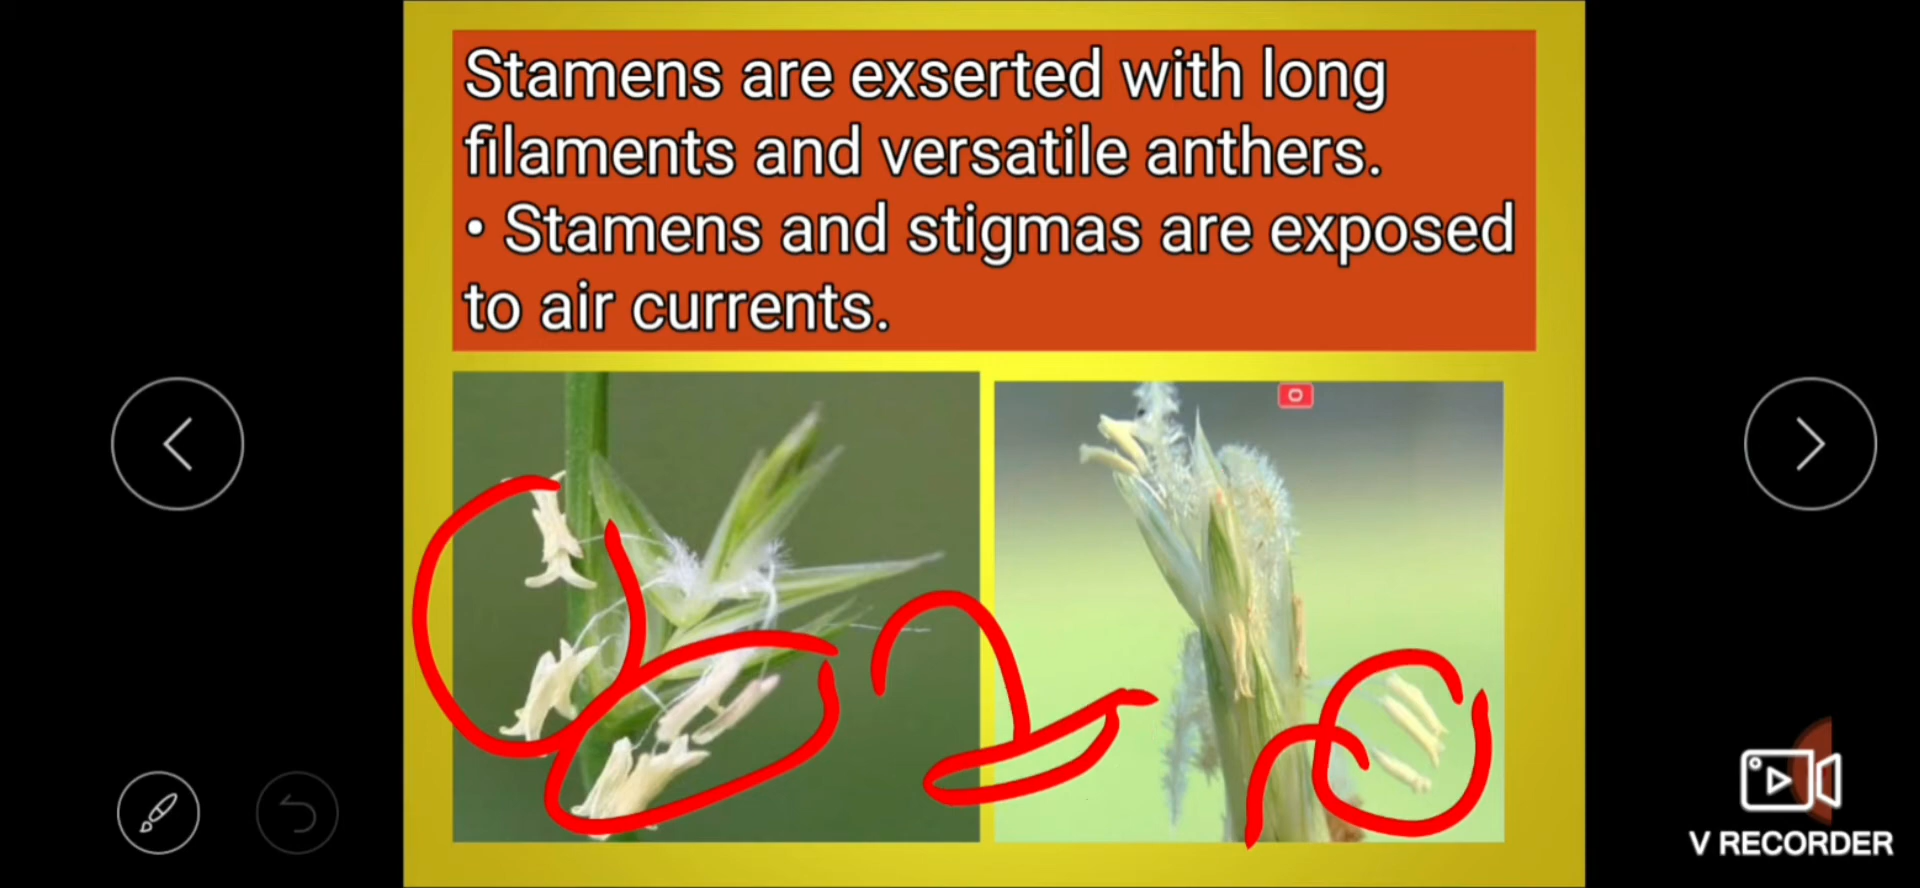 Stamens are exserted with long
filaments and versatile anthers.
• Stamens and stigmas are exposed
to air currents.
V RECORDER